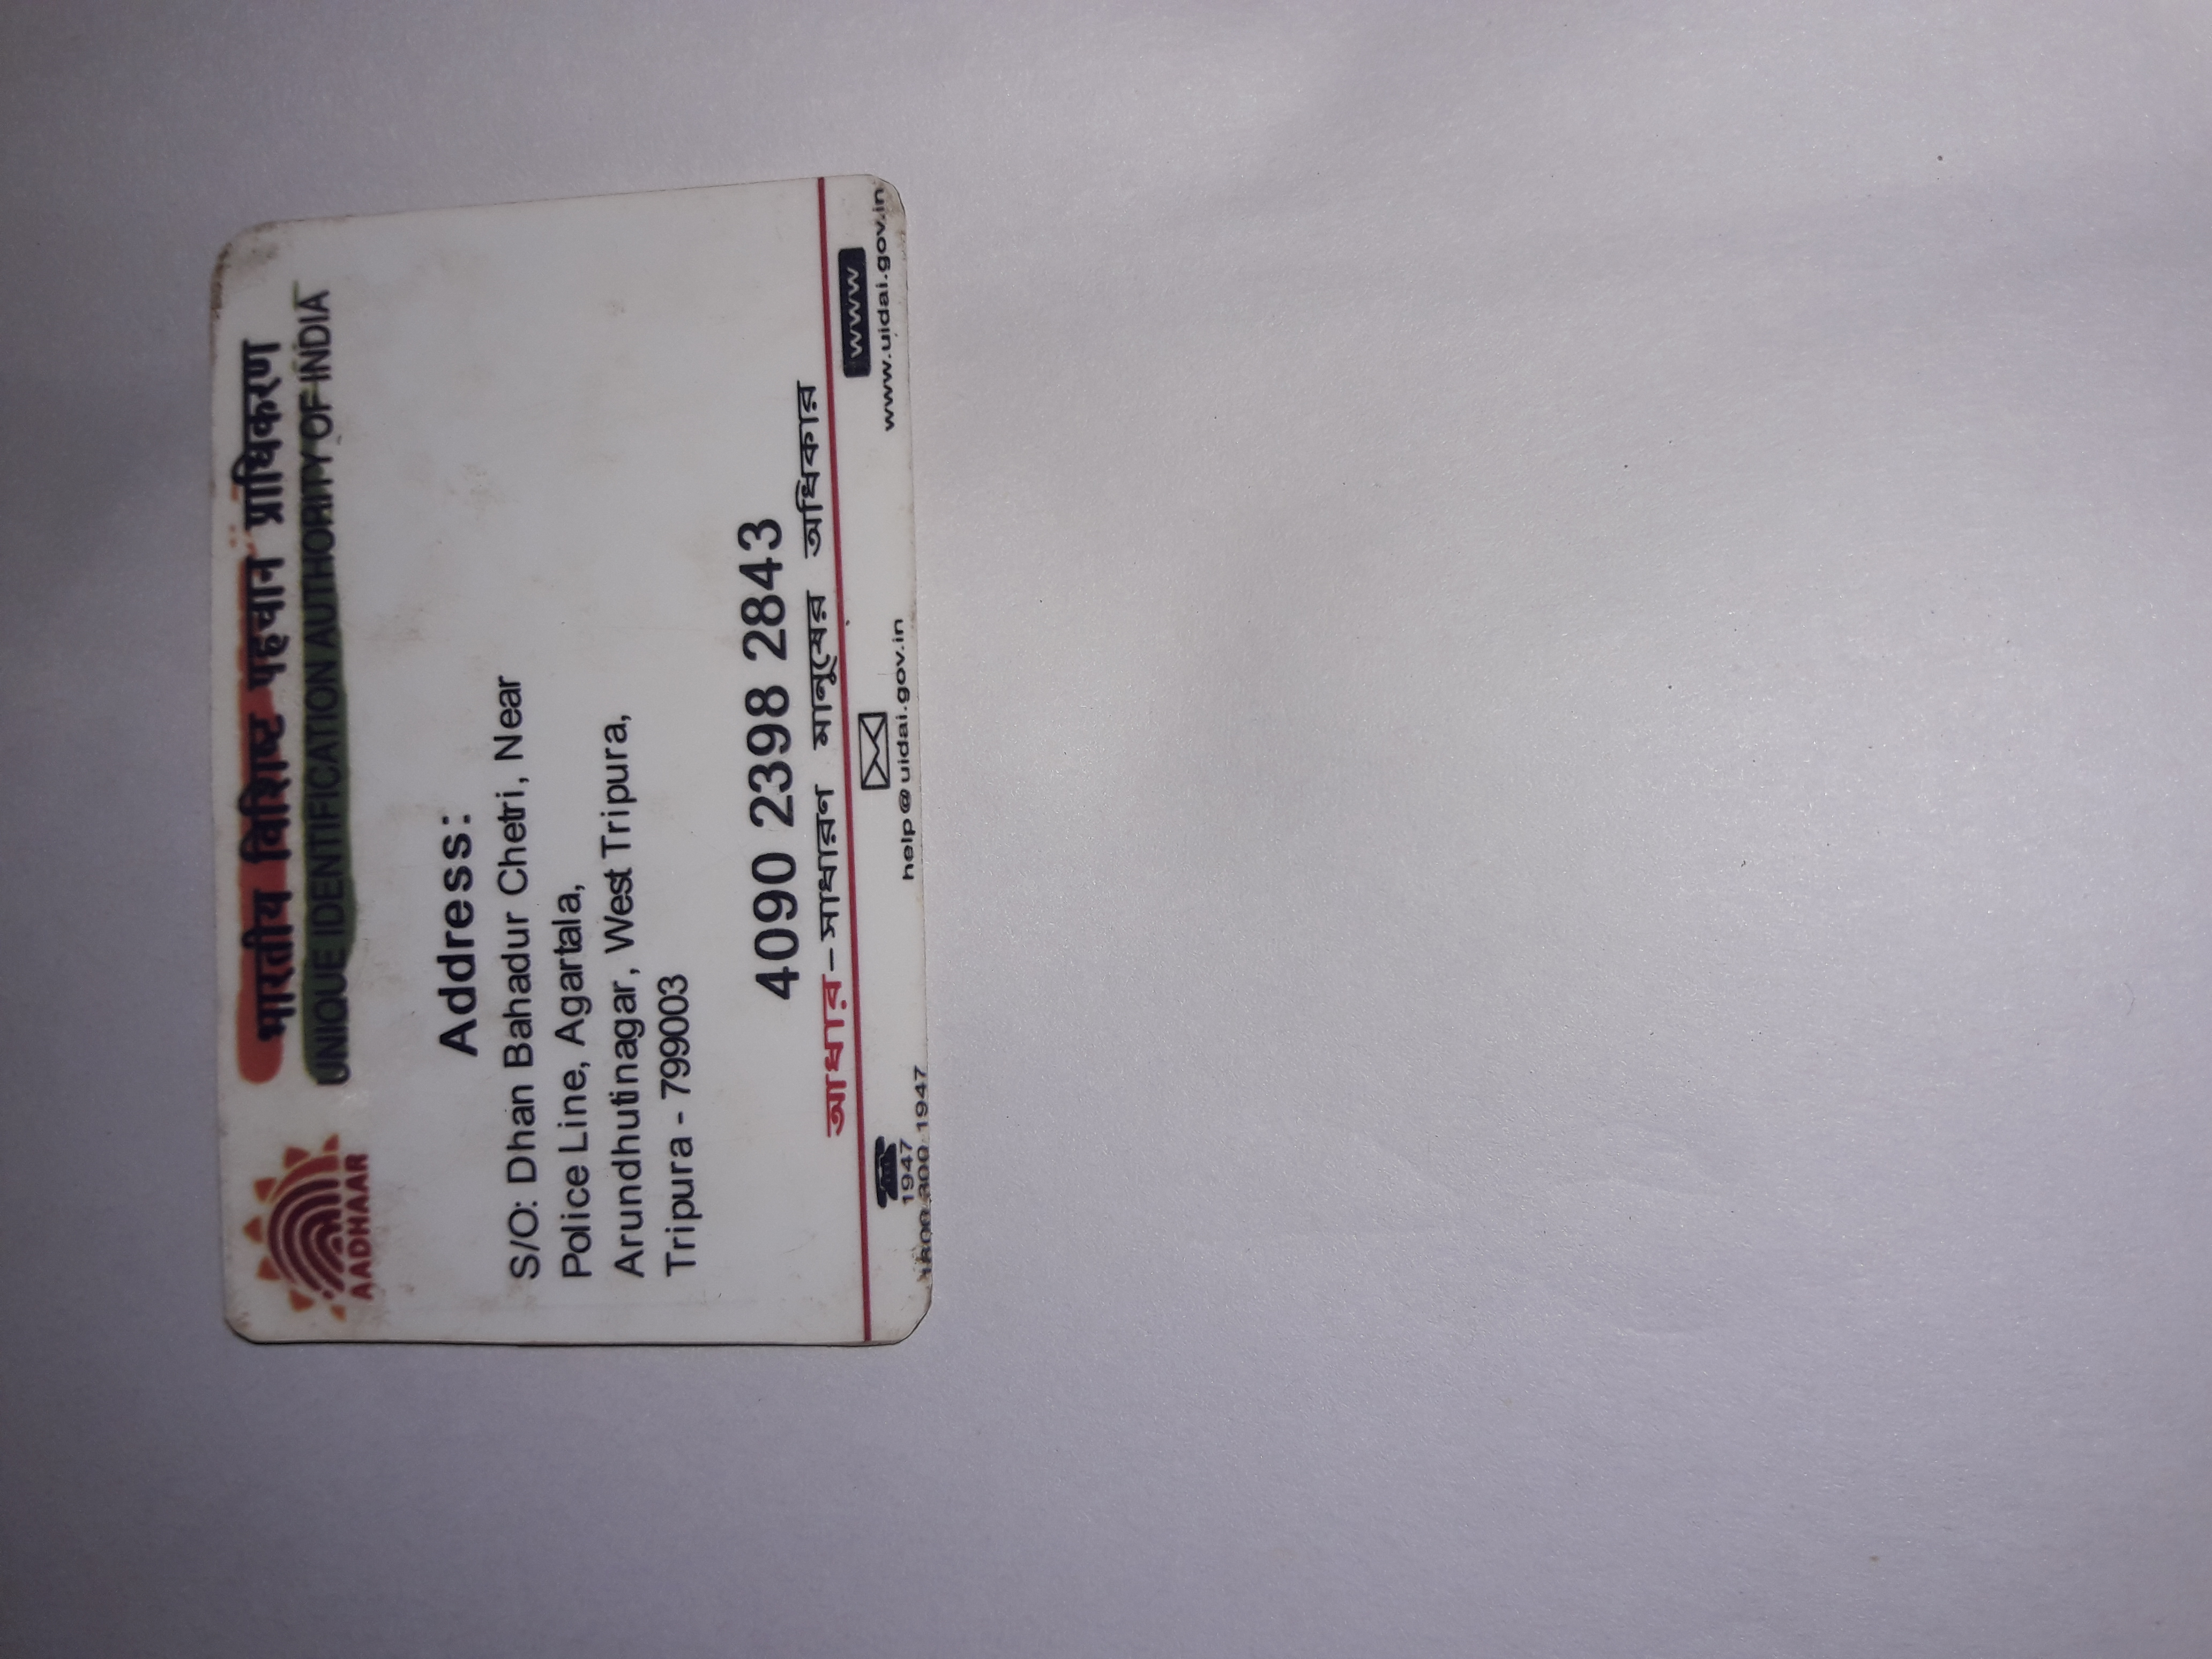 भारतीय विशिष्ट पहचान प्राधिकरण
UNIQUE IDENTIFICATION AUTHORITY OF INDIA
AADHAAR
Address:
S/O: Dhan Bahadur Chetri, Near
Police Line, Agartala,
Arundhutinagar, West Tripura,
Tripura - 799003
4090 2398 2843
আধার – সাধারণ মানুষের অধিকার
1947
1800 300 1947
help@uidai.gov.in
www
www.uidai.gov.in